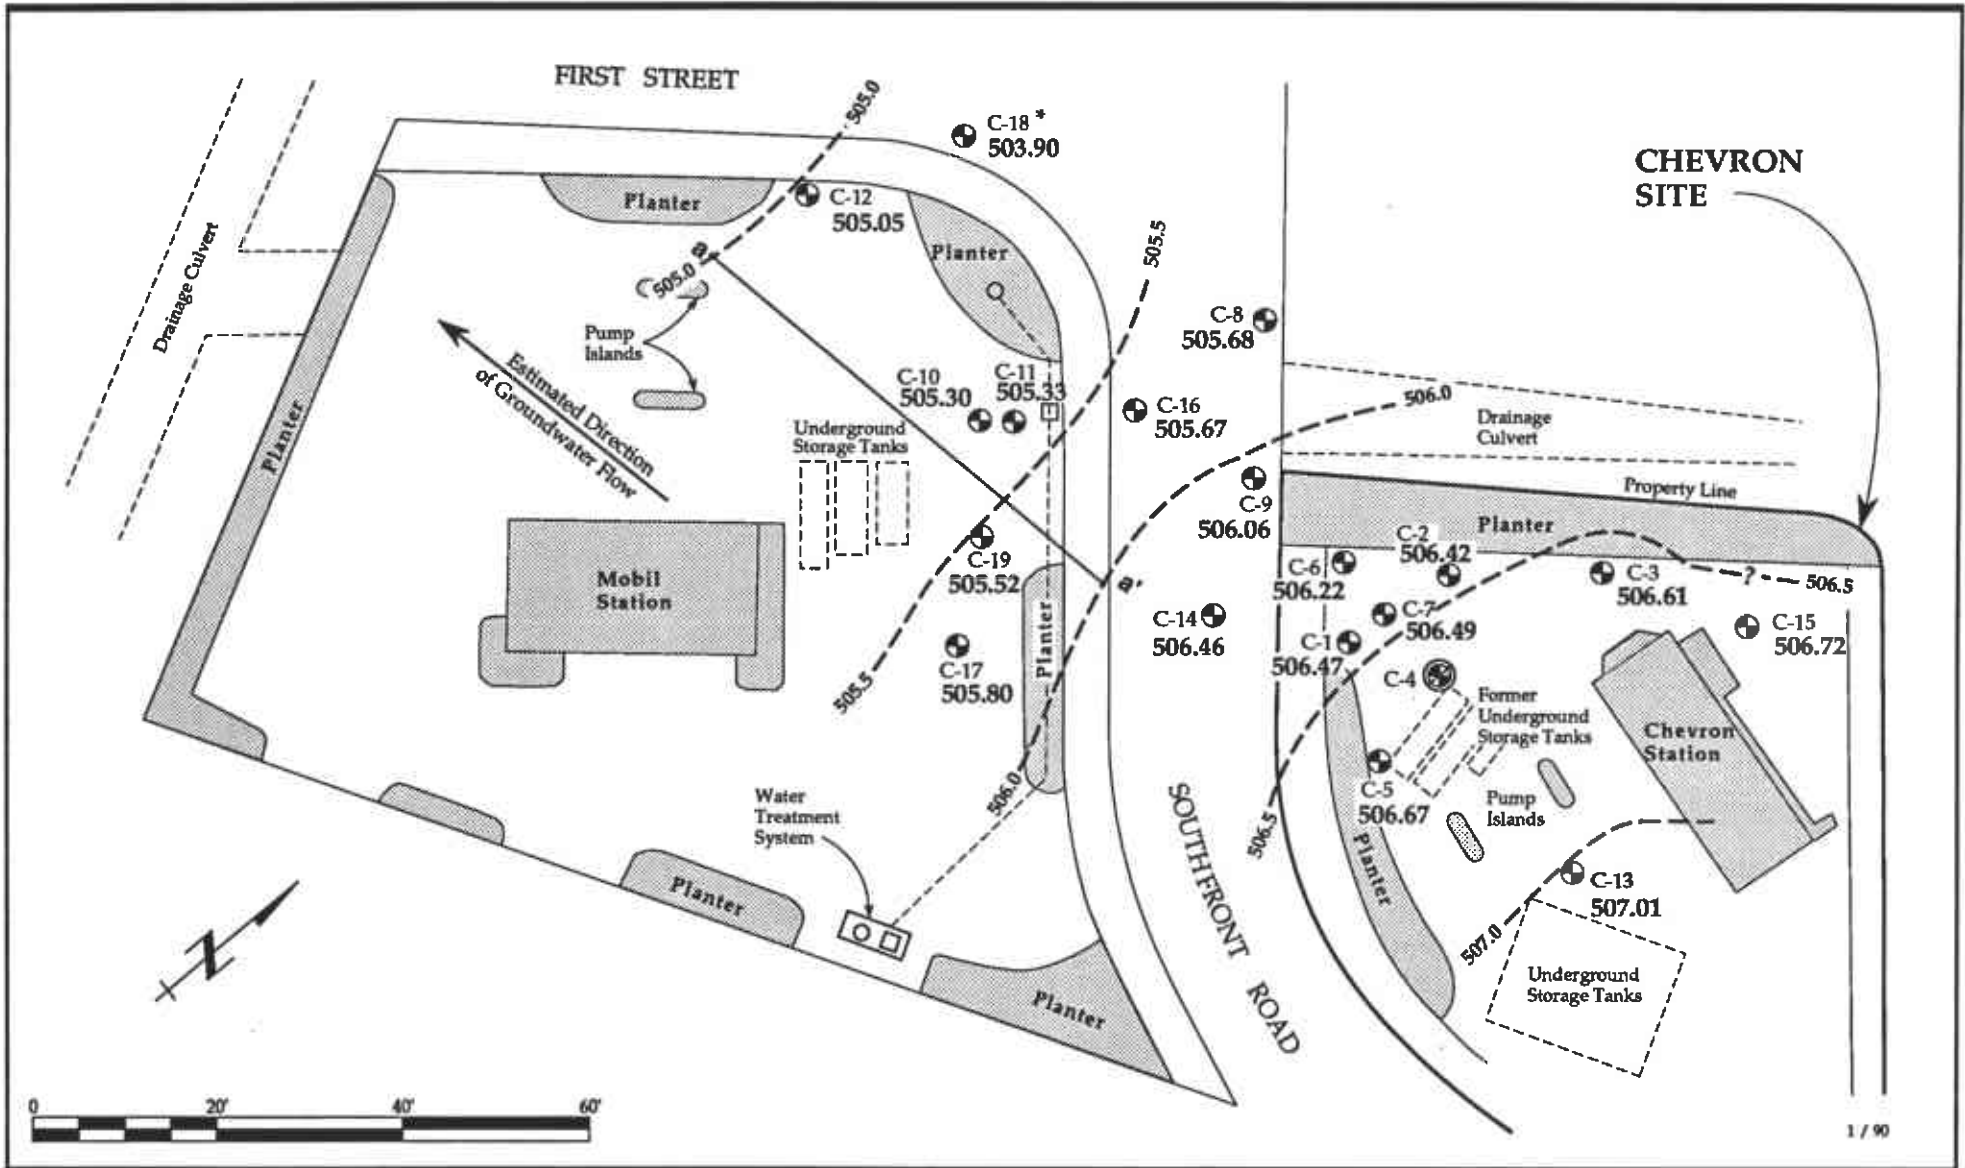 FIRST STREET
505.0
C-18 *
503.90
CHEVRON
SITE
Planter
C-12
505.05
Planter
505.5
Drainage Culvert
a
505.0
C-8
505.68
Pump
Islands
Estimated Direction
of Groundwater Flow
C-10
505.30
C-11
505.33
C-16
505.67
506.0
Drainage
Culvert
Planter
Underground
Storage Tanks
Property Line
C-9
506.06
Planter
C-2
506.42
C-19
505.52
a'
C-6
506.22
C-3
506.61
?
506.5
Mobil
Station
C-14
506.46
C-7
506.49
C-1
506.47
C-15
506.72
Planter
C-17
505.80
505.5
C-4
Former
Underground
Storage Tanks
Chevron
Station
506.0
Water
Treatment
System
C-5
506.67
Pump
Islands
506.5
SOUTHFRONT ROAD
Planter
C-13
507.01
507.0
Planter
N
Underground
Storage Tanks
Planter
0 20' 40' 60'
1 / 90